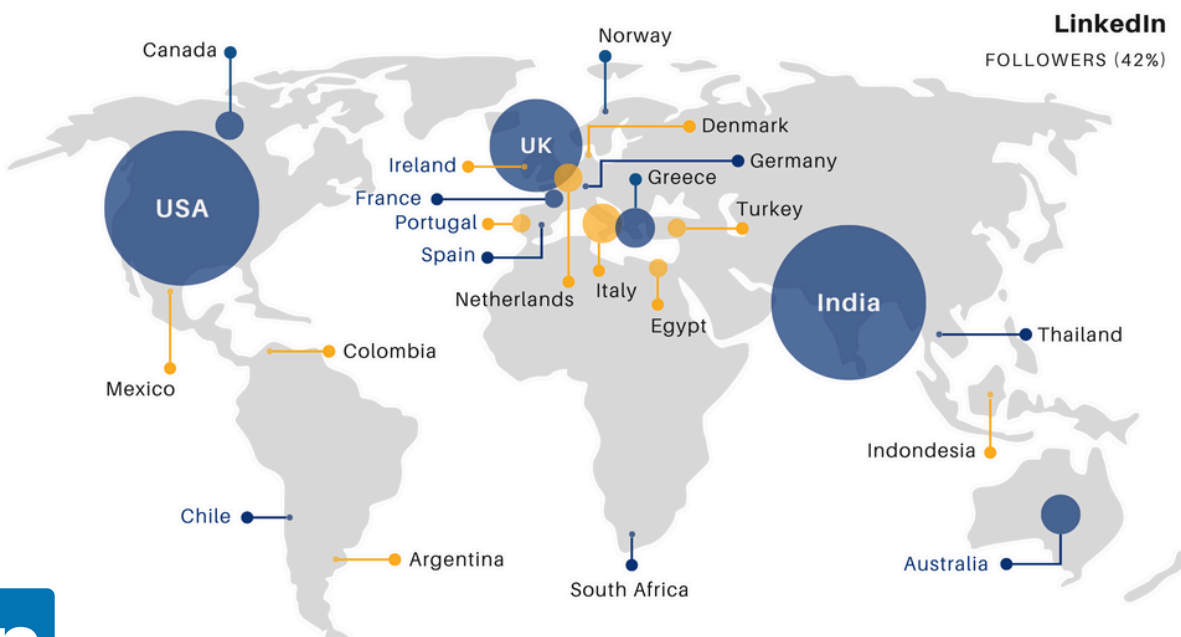 LinkedIn
FOLLOWERS (42%)
Norway
Canada
Denmark
UK
Germany
Ireland
Greece
France
USA
Turkey
Portugal
Spain
Italy
Netherlands
India
Egypt
Thailand
Colombia
Mexico
Indondesia
Chile
Argentina
Australia
South Africa